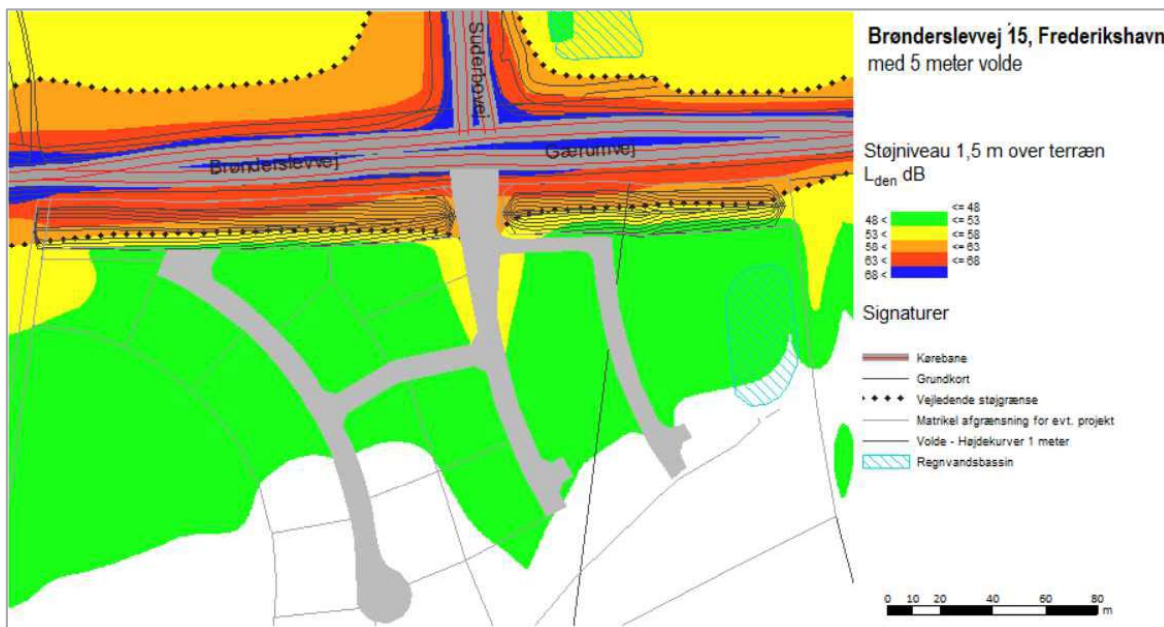 Suderbovej
Brønderslevvej
Gærumvej
Brønderslevvej 15, Frederikshavn
med 5 meter volde
Støjniveau 1,5 m over terræn
Lden dB
<= 48
48 < <= 53
53 < <= 58
58 < <= 63
63 < <= 68
68 <
Signaturer
Kørebane
Grundkort
Vejledende støjgrænse
Matrikel afgrænsning for evt. projekt
Volde - Højdekurver 1 meter
Regnvandsbassin
0 10 20 40 60 80
m